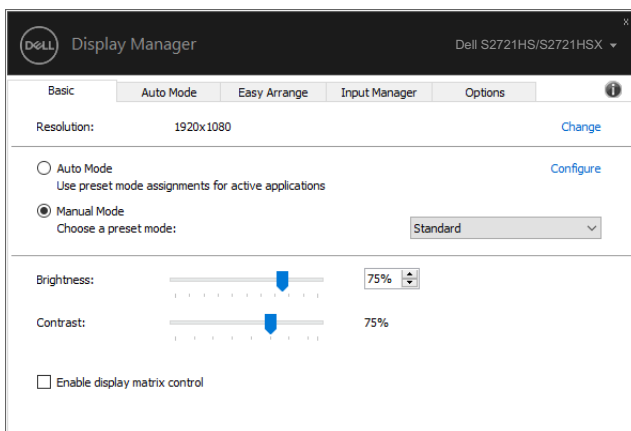 DELL Display Manager Dell S2721HS/S2721HSX
x
Basic Auto Mode Easy Arrange Input Manager Options i
Resolution: 1920x1080 Change
Auto Mode Configure
Use preset mode assignments for active applications
Manual Mode
Choose a preset mode: Standard
Brightness: 75%
Contrast: 75%
Enable display matrix control